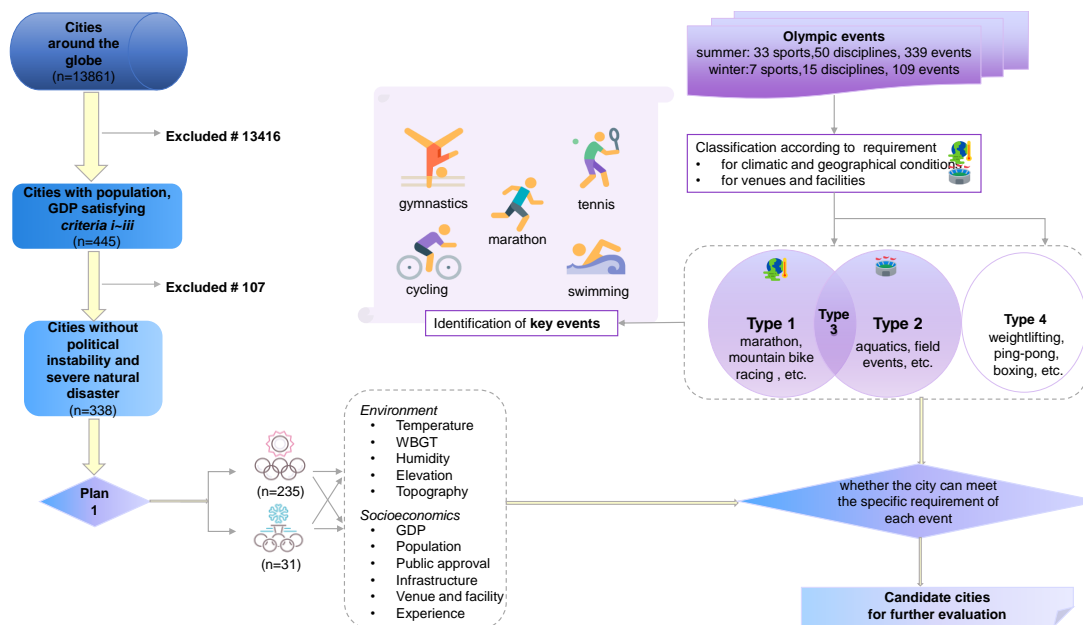 Cities
around the
globe
(n=13861)
Excluded # 13416
Cities with population,
GDP satisfying
criteria i~iii
(n=445)
Excluded # 107
Cities without
political
instability and
severe natural
disaster
(n=338)
Plan
1
(n=235)
(n=31)
Environment
• Temperature
• WBGT
• Humidity
• Elevation
• Topography
Socioeconomics
• GDP
• Population
• Public approval
• Infrastructure
• Venue and facility
• Experience
gymnastics
tennis
marathon
cycling
swimming
Identification of key events
Olympic events
summer: 33 sports,50 disciplines, 339 events
winter:7 sports,15 disciplines, 109 events
Classification according to requirement
• for climatic and geographical conditions
• for venues and facilities
Type 1
marathon,
mountain bike
racing , etc.
Type
3
Type 2
aquatics, field
events, etc.
Type 4
weightlifting,
ping-pong,
boxing, etc.
whether the city can meet
the specific requirement of
each event
Candidate cities
for further evaluation